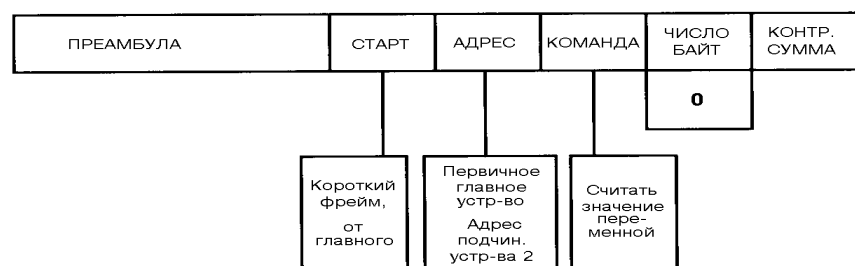 ПРЕАМБУЛА
СТАРТ
АДРЕС
КОМАНДА
ЧИСЛО
БАЙТ
КОНТР.
СУММА
0
Короткий
фрейм,
от
главного
Первичное
главное
устр-во
Адрес
подчин.
устр-ва 2
Считать
значение
пере-
менной